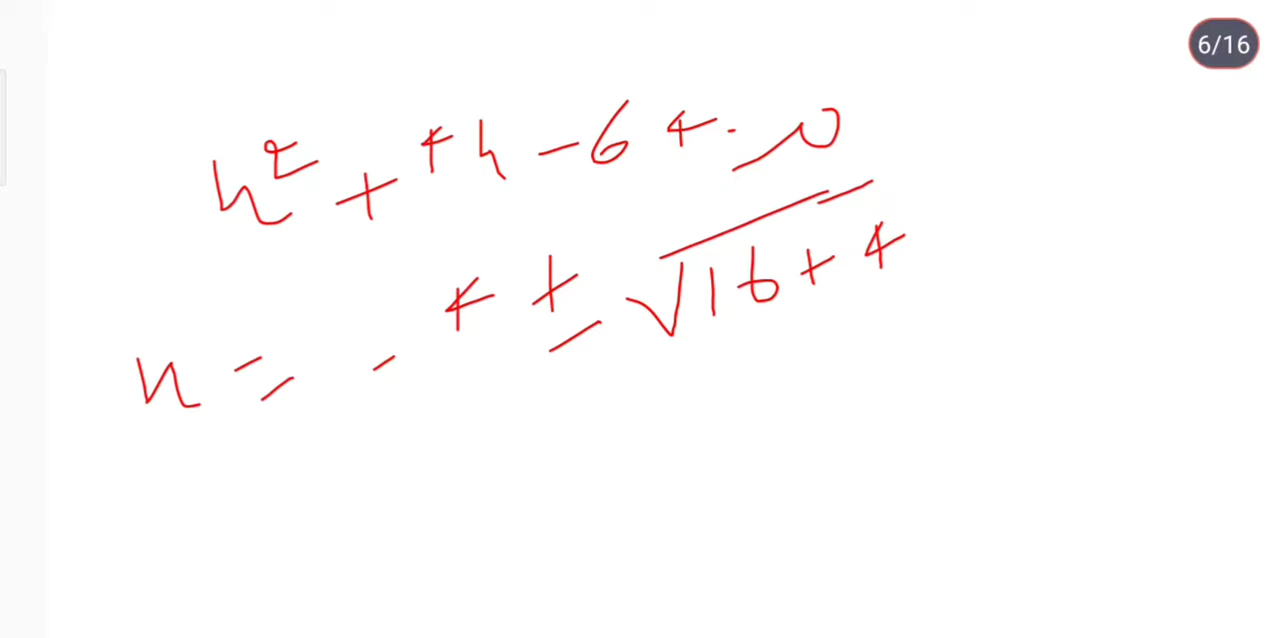 6/16
n² + 4n - 64 = 0
n = -4 ± √16+4